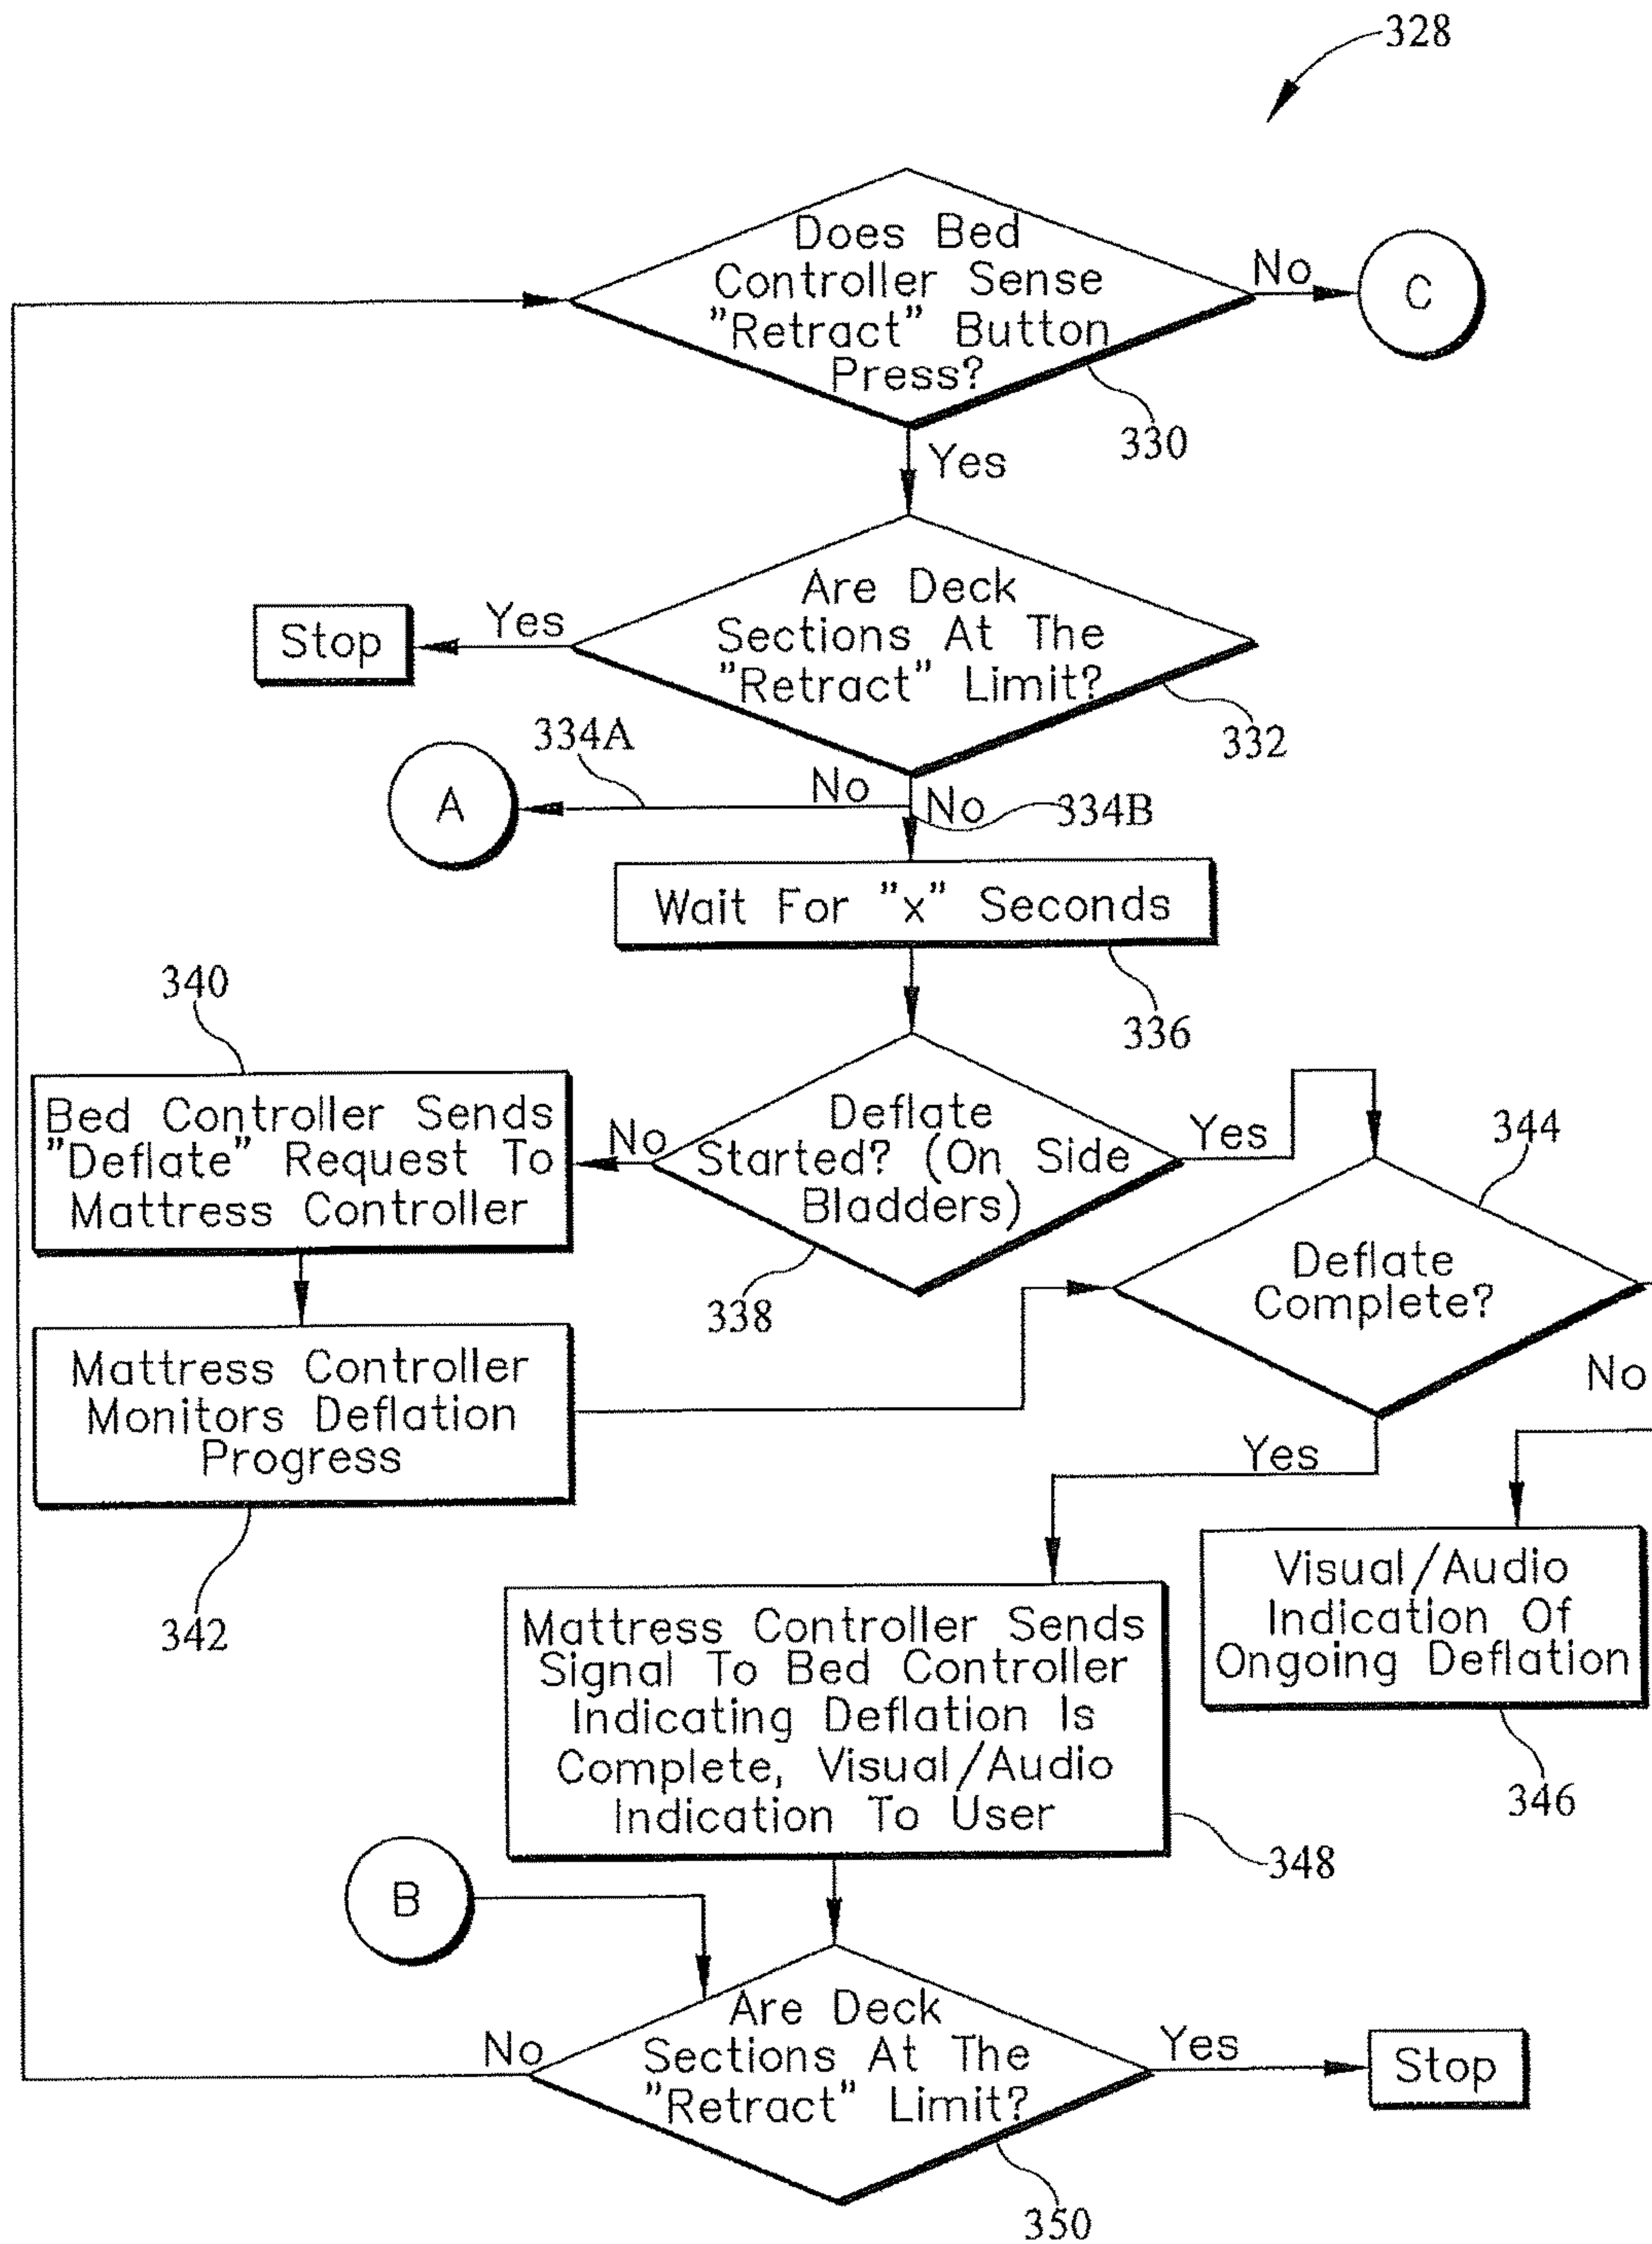 328
Does Bed
Controller Sense
"Retract" Button
Press?
No
C
330
Yes
Are Deck
Sections At The
"Retract" Limit?
Yes
Stop
332
334A
A
No
No
334B
Wait For "x" Seconds
336
340
Bed Controller Sends
"Deflate" Request To
Mattress Controller
No
Deflate
Started? (On Side
Bladders)
Yes
338
344
Deflate
Complete?
No
Yes
Mattress Controller
Monitors Deflation
Progress
342
Visual/Audio
Indication Of
Ongoing Deflation
346
Mattress Controller Sends
Signal To Bed Controller
Indicating Deflation Is
Complete, Visual/Audio
Indication To User
348
B
Are Deck
Sections At The
"Retract" Limit?
No
Yes
Stop
350